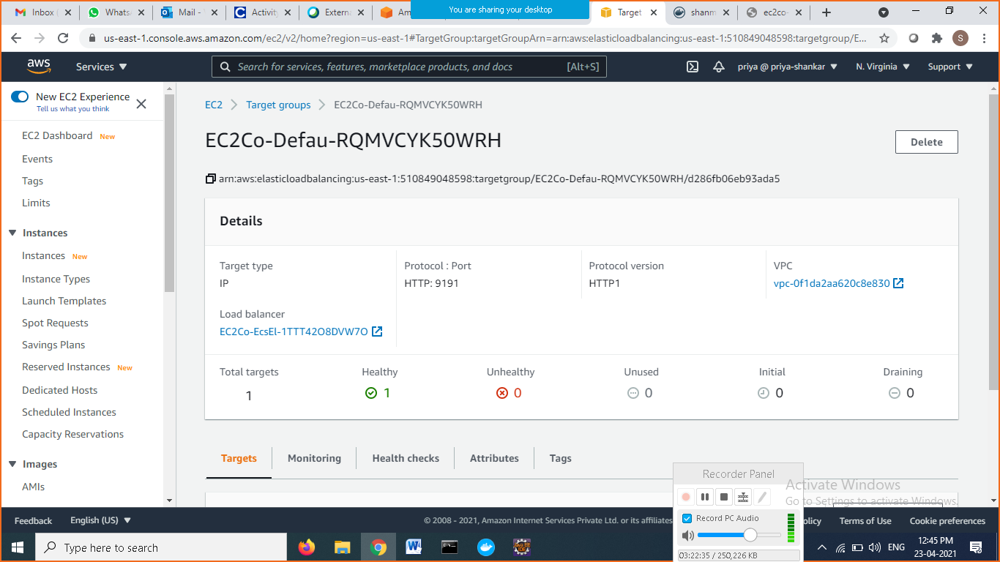 Inbox (
WhatsA
Mail -
Activity
Externa
Am
You are sharing your desktop
Target
shanm
ec2co-
us-east-1.console.aws.amazon.com/ec2/v2/home?region=us-east-1#TargetGroup:targetGroupArn=arn:aws:elasticloadbalancing:us-east-1:510849048598:targetgroup/E...
S
aws
Services
Search for services, features, marketplace products, and docs [Alt+S]
priya @ priya-shankar
N. Virginia
Support
New EC2 Experience
Tell us what you think
EC2 Dashboard New
Events
Tags
Limits
Instances
Instances New
Instance Types
Launch Templates
Spot Requests
Savings Plans
Reserved Instances New
Dedicated Hosts
Scheduled Instances
Capacity Reservations
Images
AMIs
EC2 > Target groups > EC2Co-Defau-RQMVCYK50WRH
EC2Co-Defau-RQMVCYK50WRH
Delete
arn:aws:elasticloadbalancing:us-east-1:510849048598:targetgroup/EC2Co-Defau-RQMVCYK50WRH/d286fb06eb93ada5
Details
Target type
IP
Protocol : Port
HTTP: 9191
Protocol version
HTTP1
VPC
vpc-0f1da2aa620c8e830
Load balancer
EC2Co-EcsEl-1TTT42O8DVW7O
Total targets
1
Healthy
1
Unhealthy
0
Unused
0
Initial
0
Draining
0
Targets
Monitoring
Health checks
Attributes
Tags
Recorder Panel
Record PC Audio
03:22:35 / 250,226 KB
Activate Windows
Go to Settings to activate Windows.
Feedback
English (US)
© 2008 - 2021, Amazon Internet Services Private Ltd. or its affiliates
olicy
Terms of Use
Cookie preferences
Type here to search
ENG
12:45 PM
23-04-2021